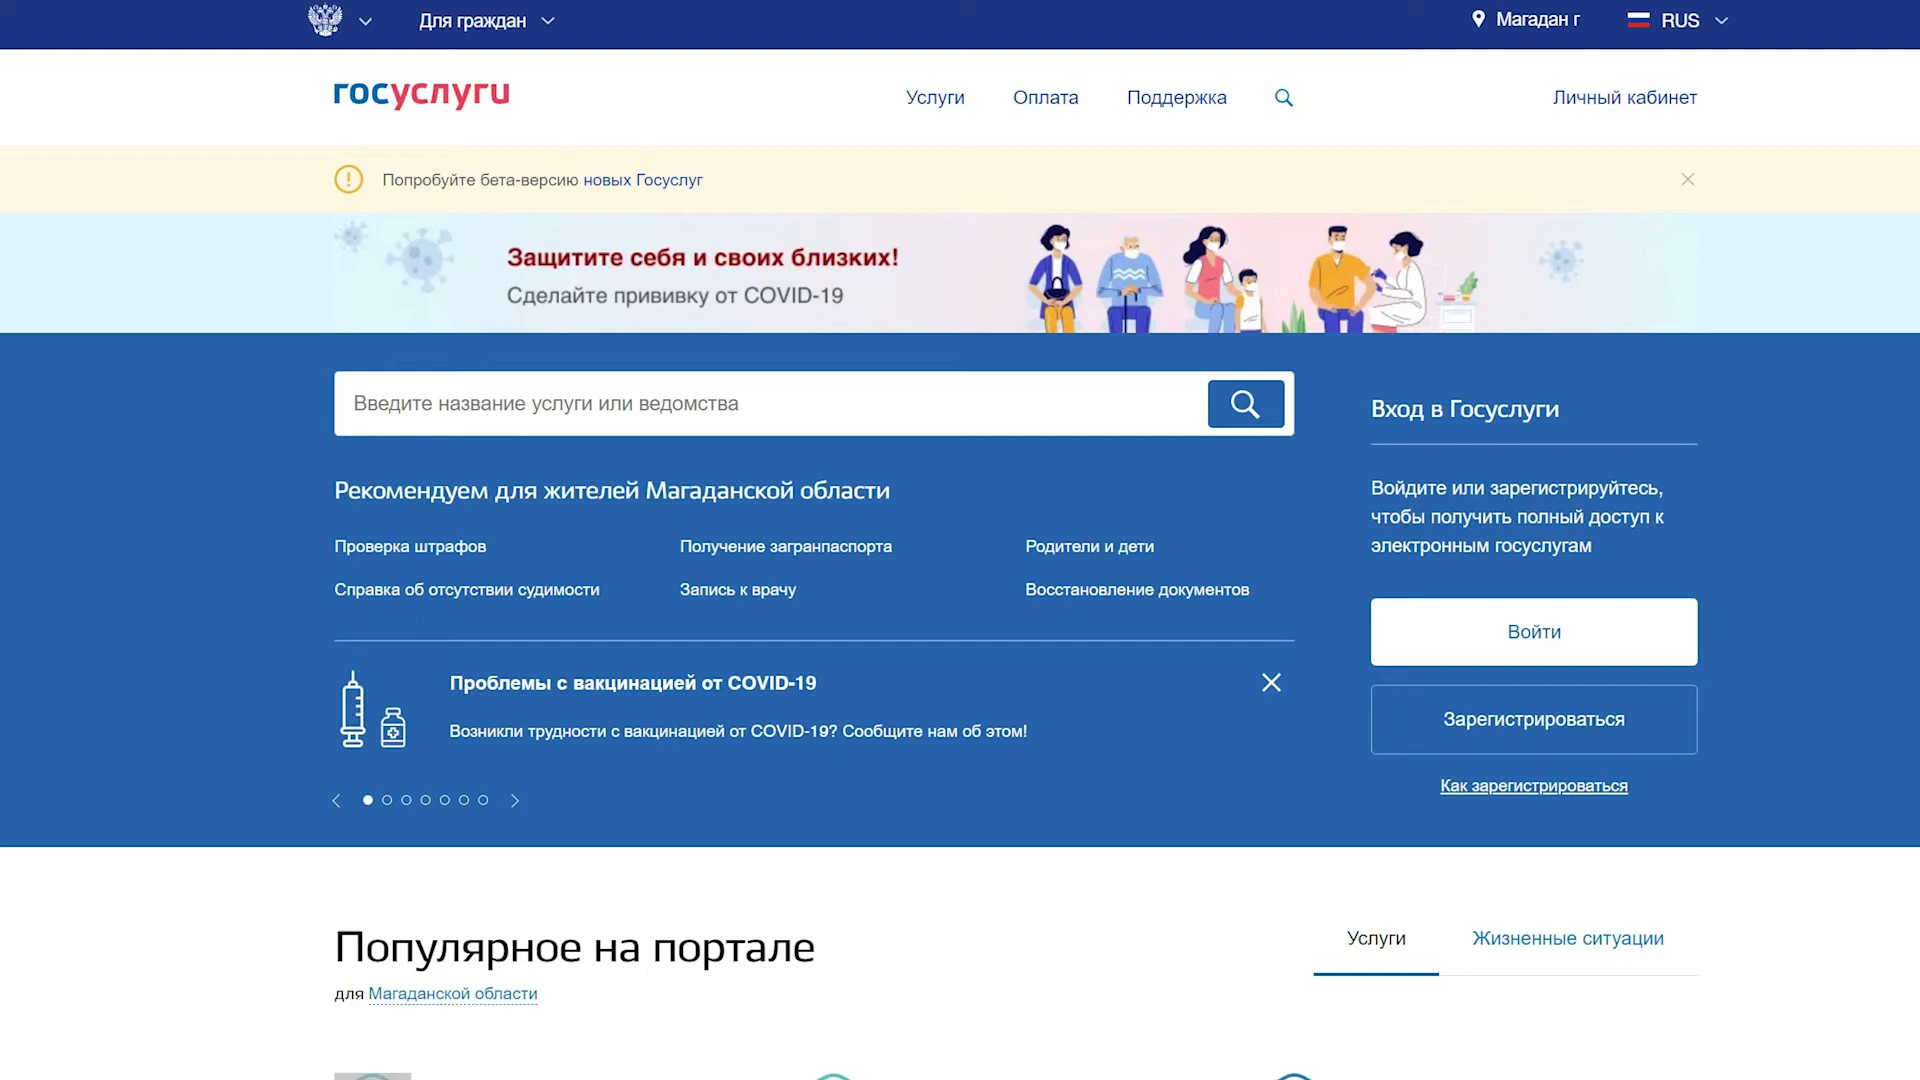 Для граждан
Магадан г
RUS
госуслуги
Услуги
Оплата
Поддержка
Личный кабинет
Попробуйте бета-версию новых Госуслуг
Защитите себя и своих близких!
Сделайте прививку от COVID-19
Введите название услуги или ведомства
Рекомендуем для жителей Магаданской области
Проверка штрафов
Получение загранпаспорта
Родители и дети
Справка об отсутствии судимости
Запись к врачу
Восстановление документов
Проблемы с вакцинацией от COVID-19
Возникли трудности с вакцинацией от COVID-19? Сообщите нам об этом!
Вход в Госуслуги
Войдите или зарегистрируйтесь,
чтобы получить полный доступ к
электронным госуслугам
Войти
Зарегистрироваться
Как зарегистрироваться
Популярное на портале
для Магаданской области
Услуги
Жизненные ситуации